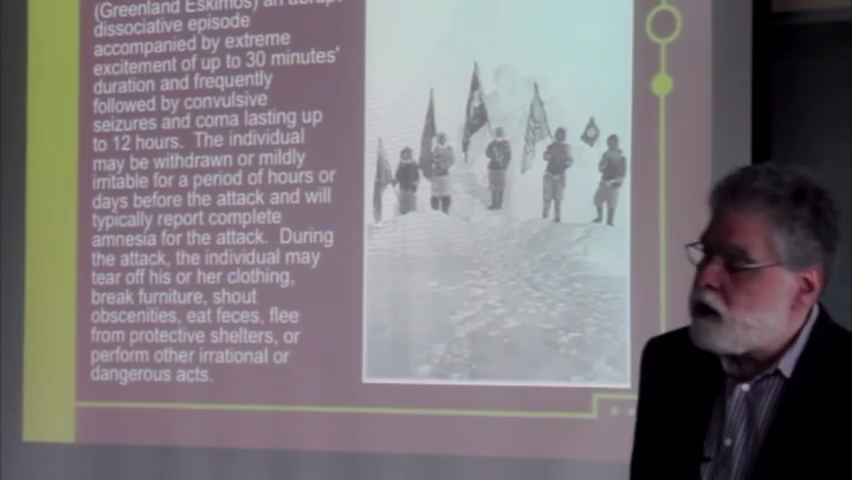 (Greenland Eskimos) an abrupt
dissociative episode
accompanied by extreme
excitement of up to 30 minutes'
duration and frequently
followed by convulsive
seizures and coma lasting up
to 12 hours. The individual
may be withdrawn or mildly
irritable for a period of hours or
days before the attack and will
typically report complete
amnesia for the attack. During
the attack, the individual may
tear off his or her clothing,
break furniture, shout
obscenities, eat feces, flee
from protective shelters, or
perform other irrational or
dangerous acts.